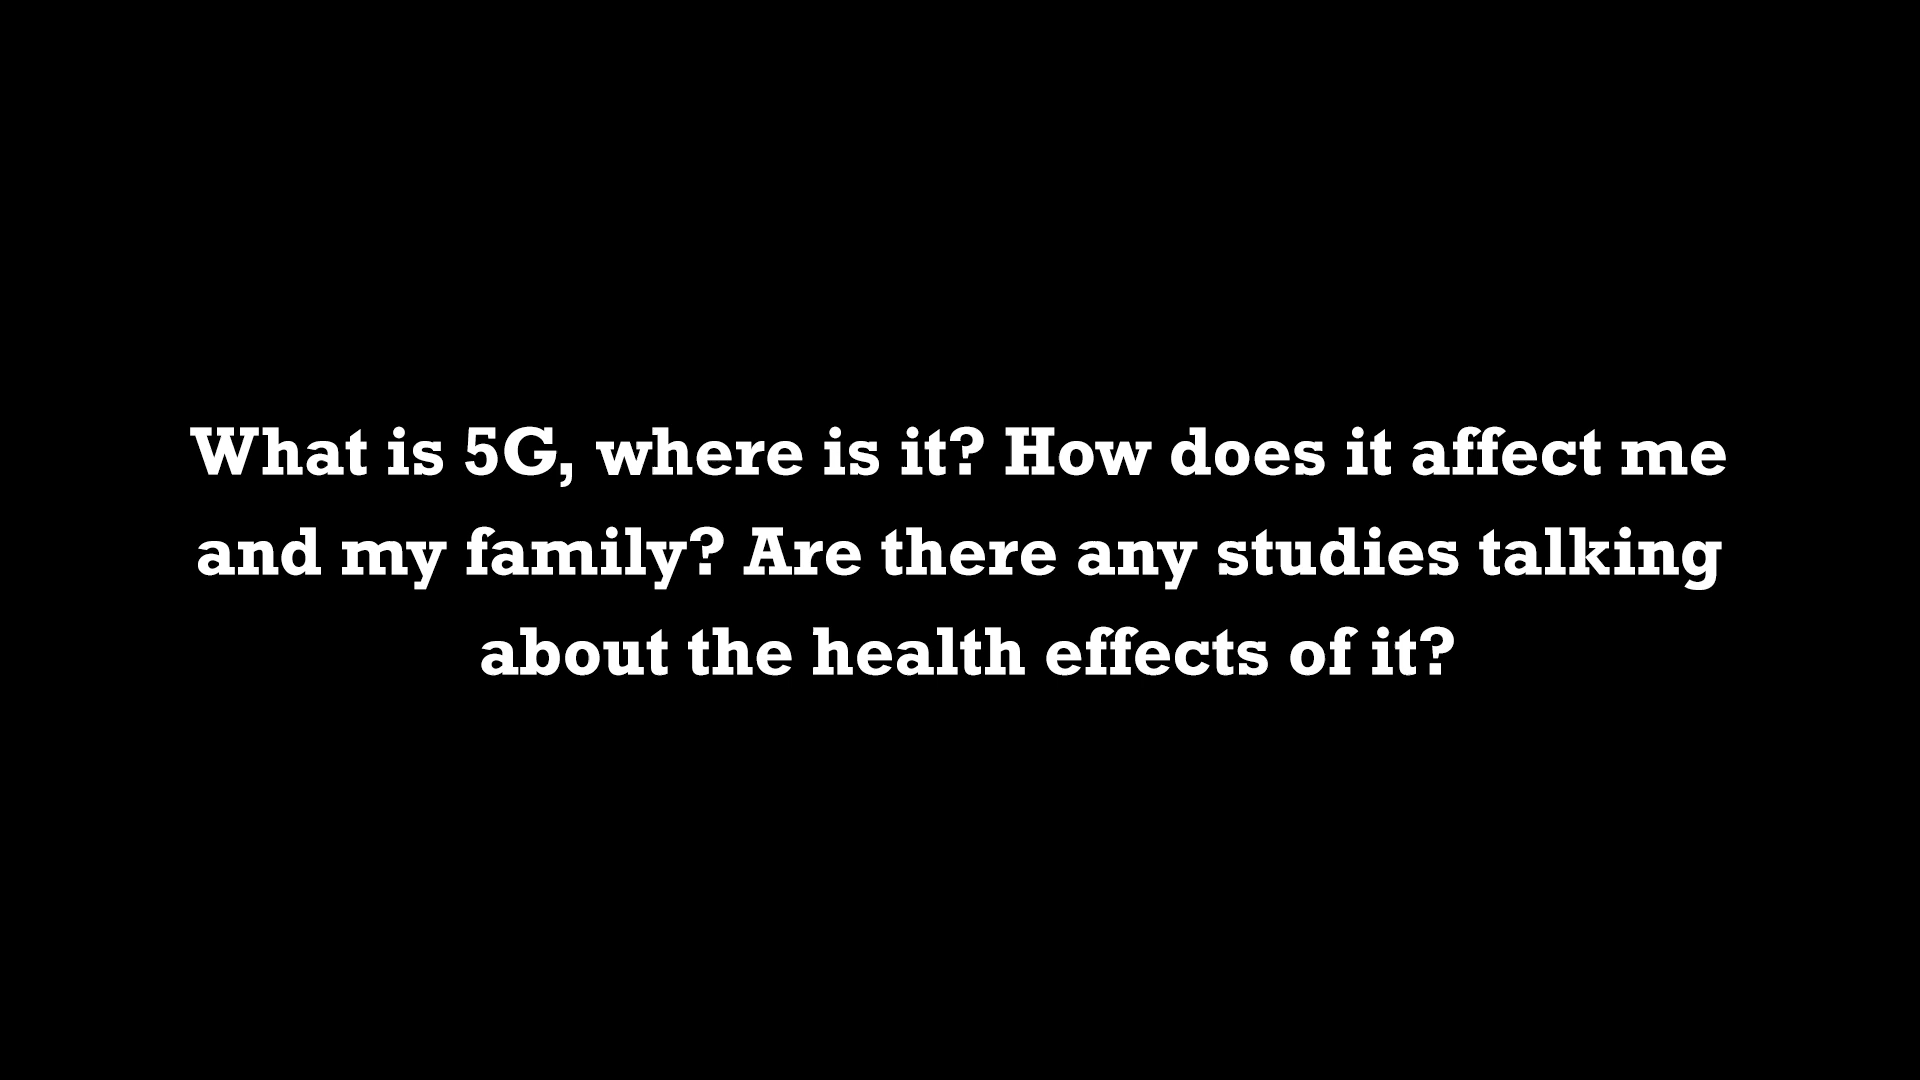 What is 5G, where is it? How does it affect me
and my family? Are there any studies talking
about the health effects of it?